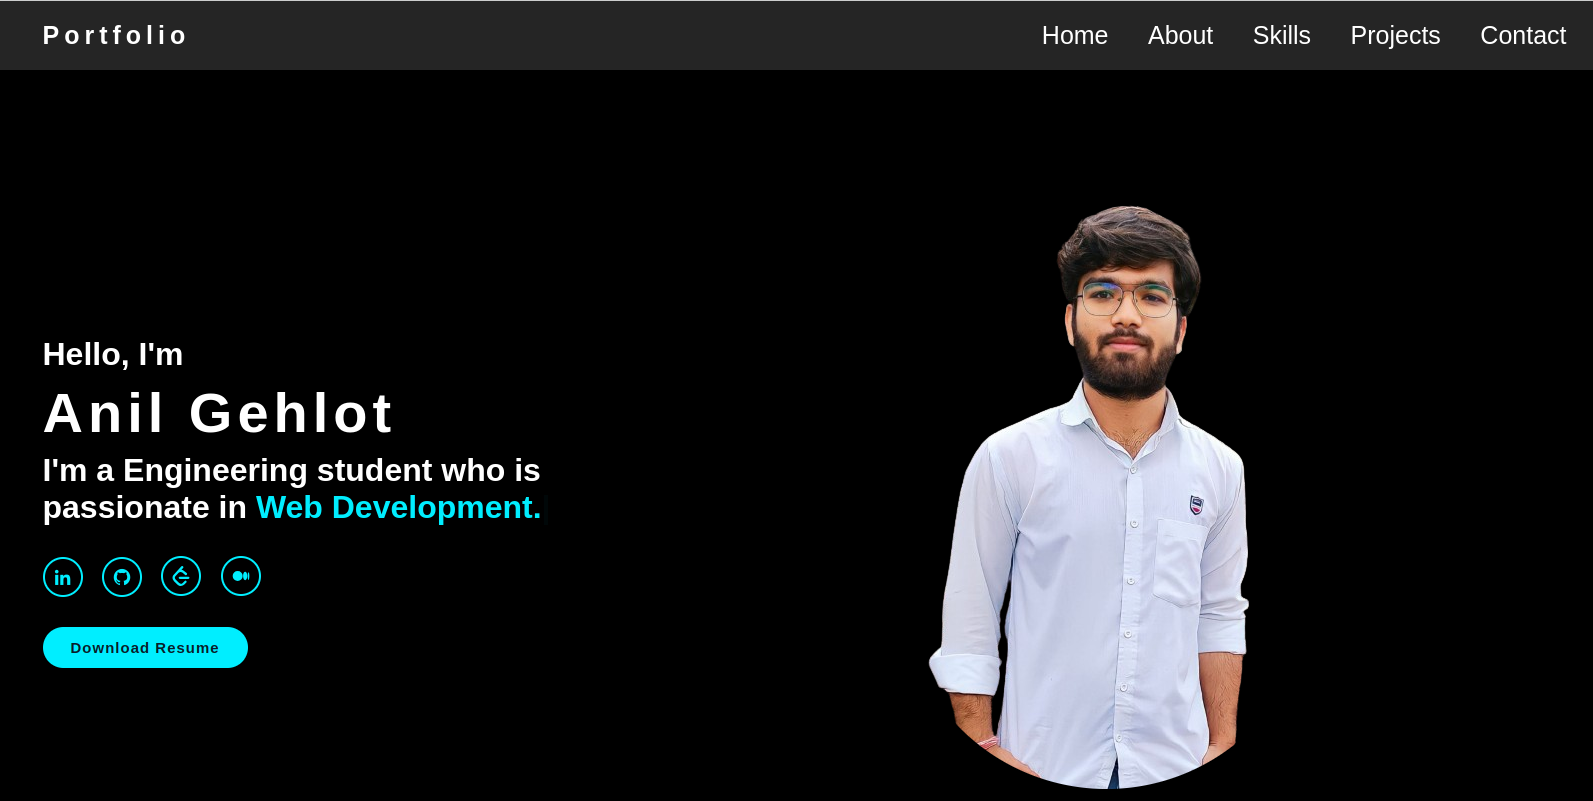 Portfolio
Home About Skills Projects Contact
Hello, I'm
Anil Gehlot
I'm a Engineering student who is
passionate in Web Development.
in
Download Resume